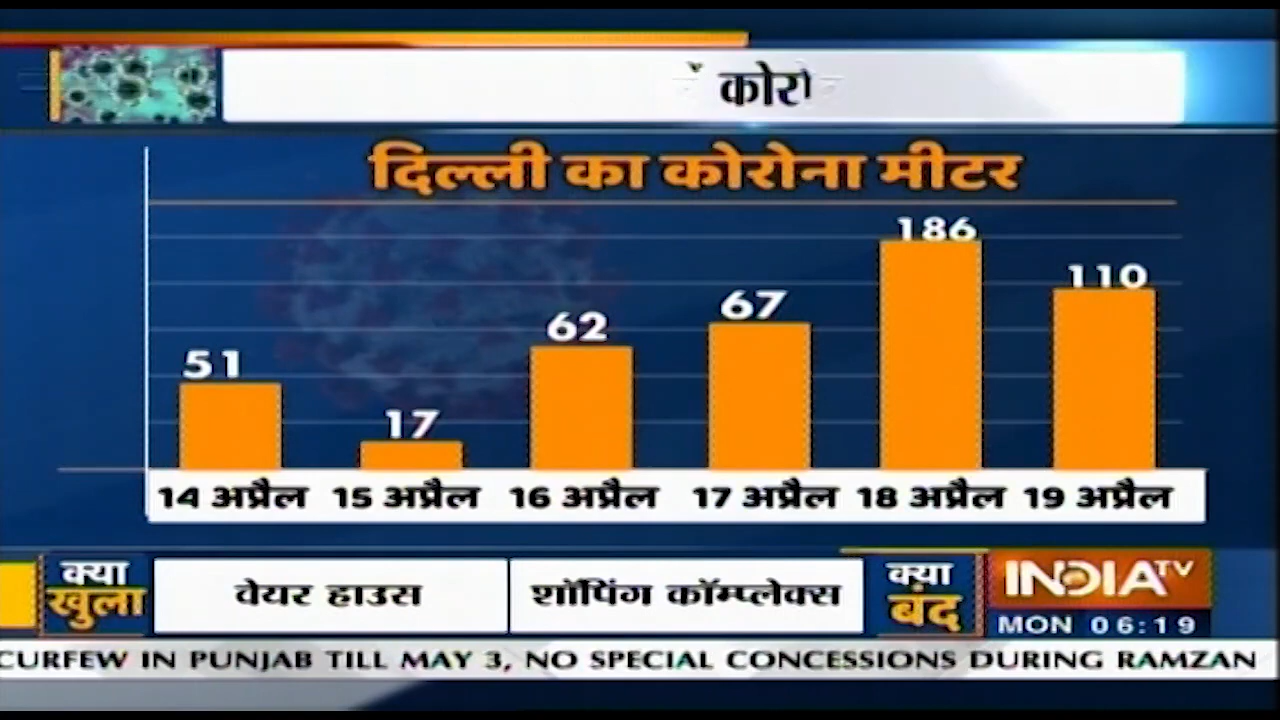 दिल्ली का कोरोना मीटर
51 17 62 67 186 110
14 अप्रैल 15 अप्रैल 16 अप्रैल 17 अप्रैल 18 अप्रैल 19 अप्रैल
क्या खुला
वेयर हाउस
शॉपिंग कॉम्प्लेक्स
क्या बंद
INDIA TV
MON 06:19
CURFEW IN PUNJAB TILL MAY 3, NO SPECIAL CONCESSIONS DURING RAMZAN